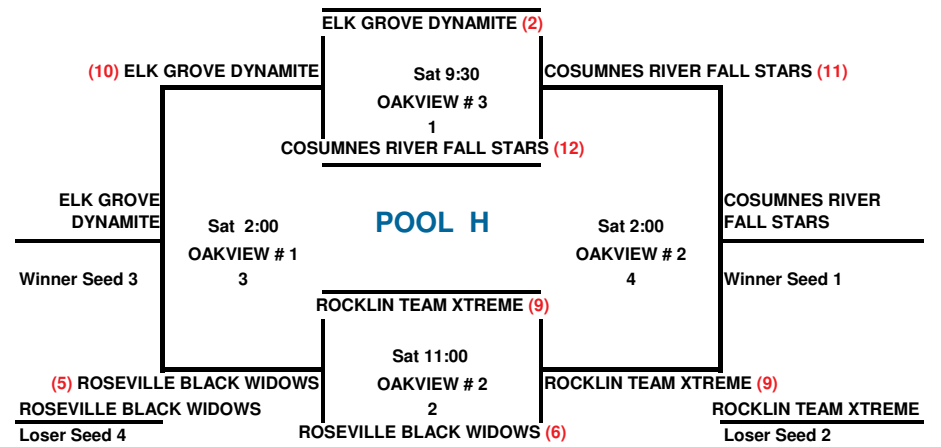 ELK GROVE DYNAMITE (2)
(10) ELK GROVE DYNAMITE
Sat 9:30
COSUMNES RIVER FALL STARS (11)
OAKVIEW # 3
1
COSUMNES RIVER FALL STARS (12)
ELK GROVE
DYNAMITE
Sat 2:00
OAKVIEW # 1
3
POOL H
Sat 2:00
OAKVIEW # 2
4
COSUMNES RIVER
FALL STARS
Winner Seed 3
Winner Seed 1
ROCKLIN TEAM XTREME (9)
Sat 11:00
OAKVIEW # 2
2
(5) ROSEVILLE BLACK WIDOWS
ROCKLIN TEAM XTREME (9)
ROSEVILLE BLACK WIDOWS
ROCKLIN TEAM XTREME
Loser Seed 4
ROSEVILLE BLACK WIDOWS (6)
Loser Seed 2